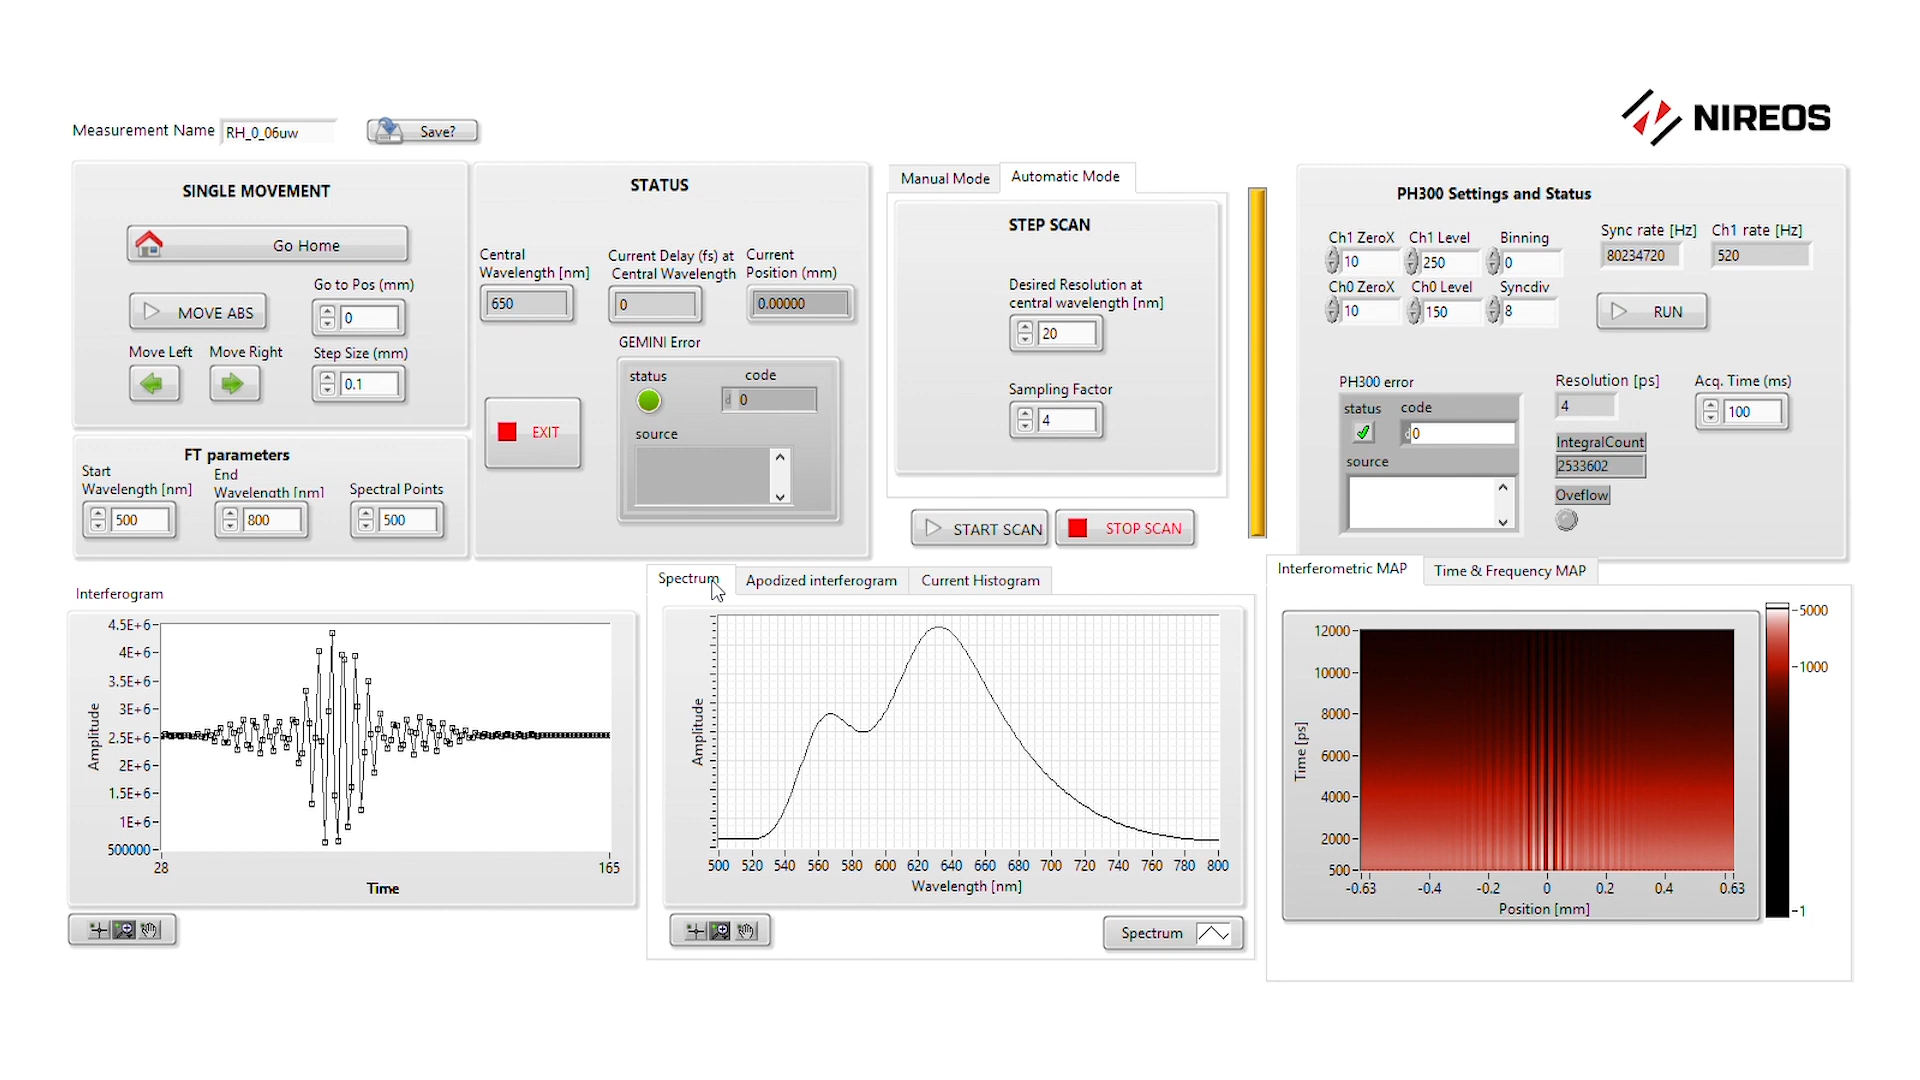 NIREOS
Measurement Name RH_0_06uw Save?
SINGLE MOVEMENT
Go Home
Go to Pos (mm)
MOVE ABS 0
Move Left Move Right Step Size (mm)
0.1
FT parameters
Start Wavelength [nm] End Wavelength [nm] Spectral Points
500 800 500
STATUS
Central Wavelength [nm] Current Delay (fs) at Central Wavelength Current Position (mm)
650 0 0.00000
GEMINI Error
status code
d 0
source
EXIT
Manual Mode Automatic Mode
STEP SCAN
Desired Resolution at
central wavelength [nm]
20
Sampling Factor
4
START SCAN STOP SCAN
PH300 Settings and Status
Ch1 ZeroX Ch1 Level Binning Sync rate [Hz] Ch1 rate [Hz]
10 250 0 80234720 520
Ch0 ZeroX Ch0 Level Syncdiv
10 150 8 RUN
PH300 error Resolution [ps] Acq. Time (ms)
status code 4 100
d0
IntegralCount
source 2533602
Oveflow
Interferogram
4.5E+6
4E+6
3.5E+6
3E+6
2.5E+6
2E+6
1.5E+6
1E+6
500000
Amplitude
28 165
Time
Spectrum Apodized interferogram Current Histogram
Amplitude
500 520 540 560 580 600 620 640 660 680 700 720 740 760 780 800
Wavelength [nm]
Spectrum
Interferometric MAP Time & Frequency MAP
12000
10000
8000
6000
4000
2000
500
Time [ps]
-0.63 -0.4 -0.2 0 0.2 0.4 0.63
Position [mm]
5000
1000
1